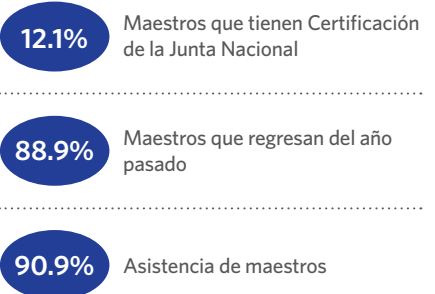 12.1%
Maestros que tienen Certificación
de la Junta Nacional
88.9%
Maestros que regresan del año
pasado
90.9%
Asistencia de maestros